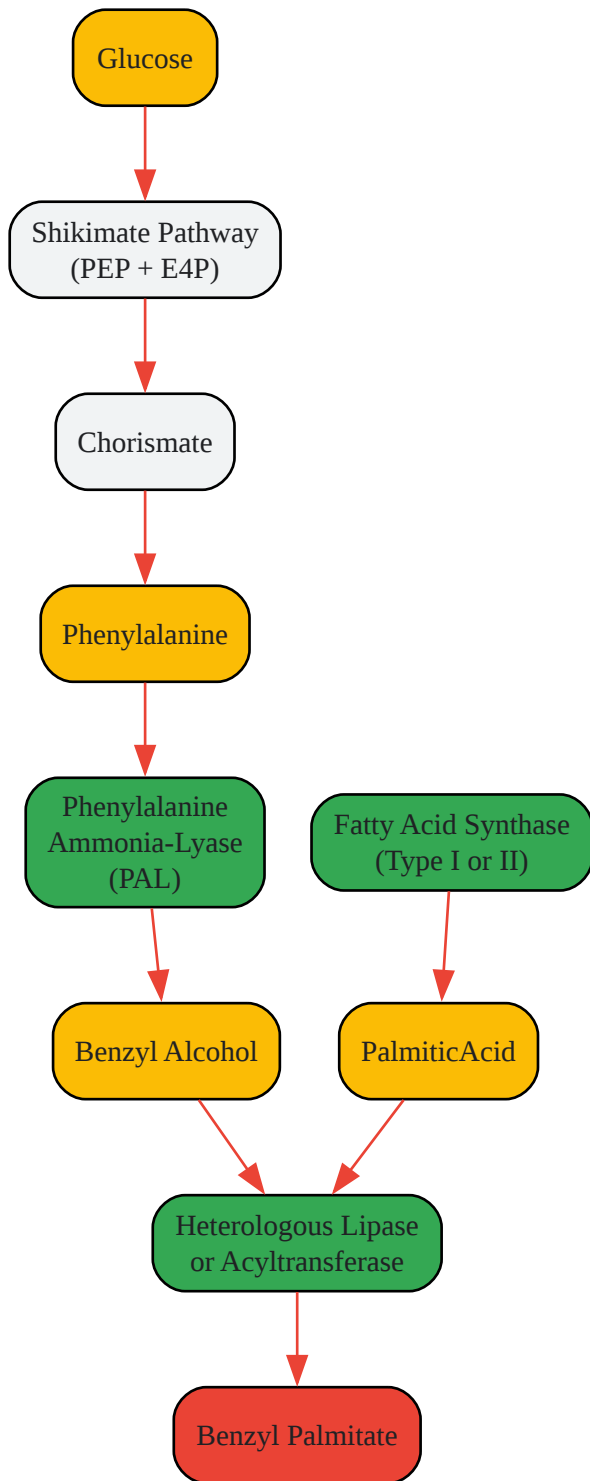 Glucose
Shikimate Pathway
(PEP + E4P)
Chorismate
Phenylalanine
Phenylalanine
Ammonia-Lyase
(PAL)
Fatty Acid Synthase
(Type I or II)
Benzyl Alcohol
PalmiticAcid
Heterologous Lipase
or Acyltransferase
Benzyl Palmitate